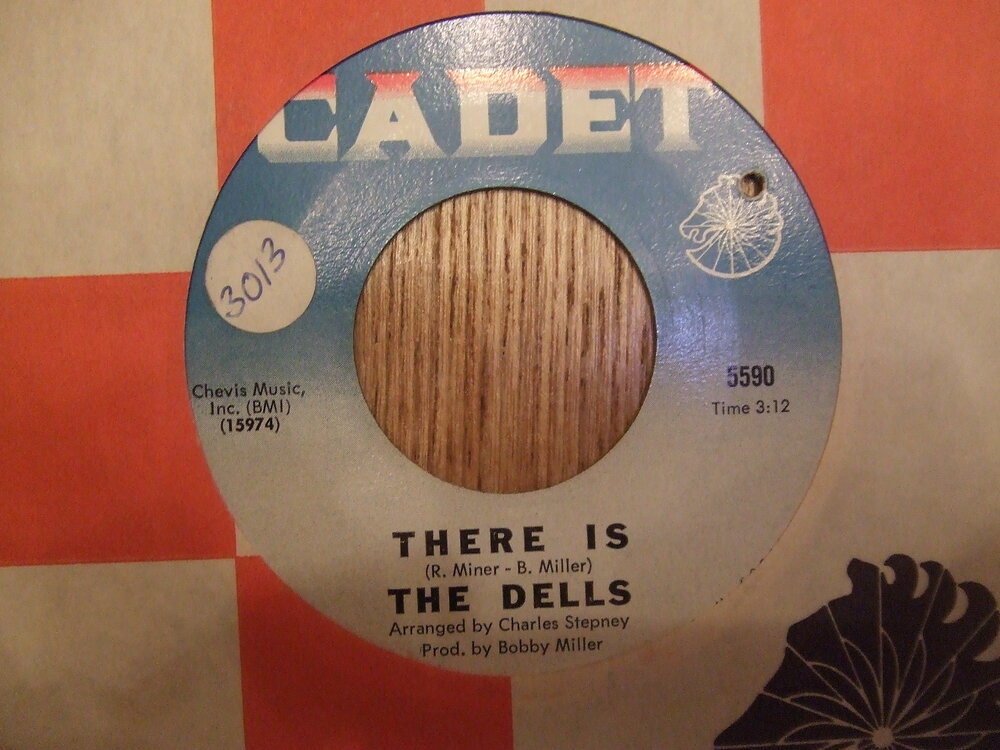 CADET
3013
Chevis Music,
Inc. (BMI)
(15974)
5590
Time 3:12
THERE IS
(R. Miner - B. Miller)
THE DELLS
Arranged by Charles Stepney
Prod. by Bobby Miller